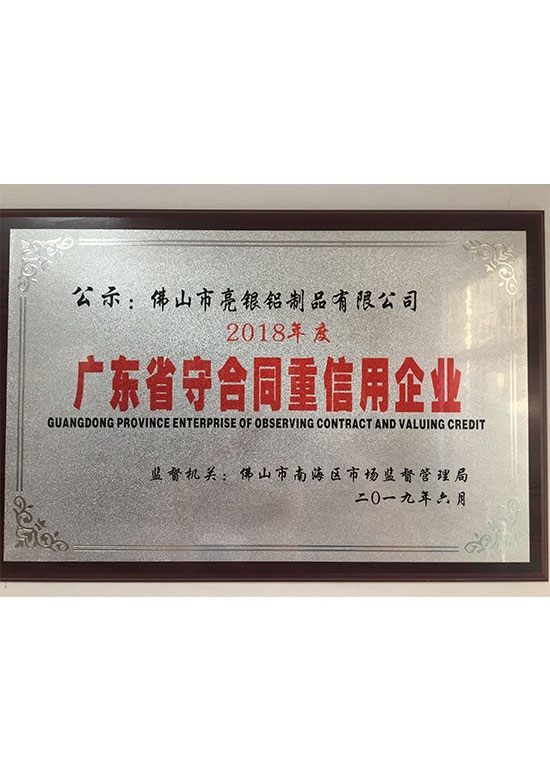 公示：佛山市亮银铝制品有限公司
2018年度
广东省守合同重信用企业
GUANGDONG PROVINCE ENTERPRISE OF OBSERVING CONTRACT AND VALUING CREDIT
监督机关：佛山市南海区市场监督管理局
二〇一九年六月